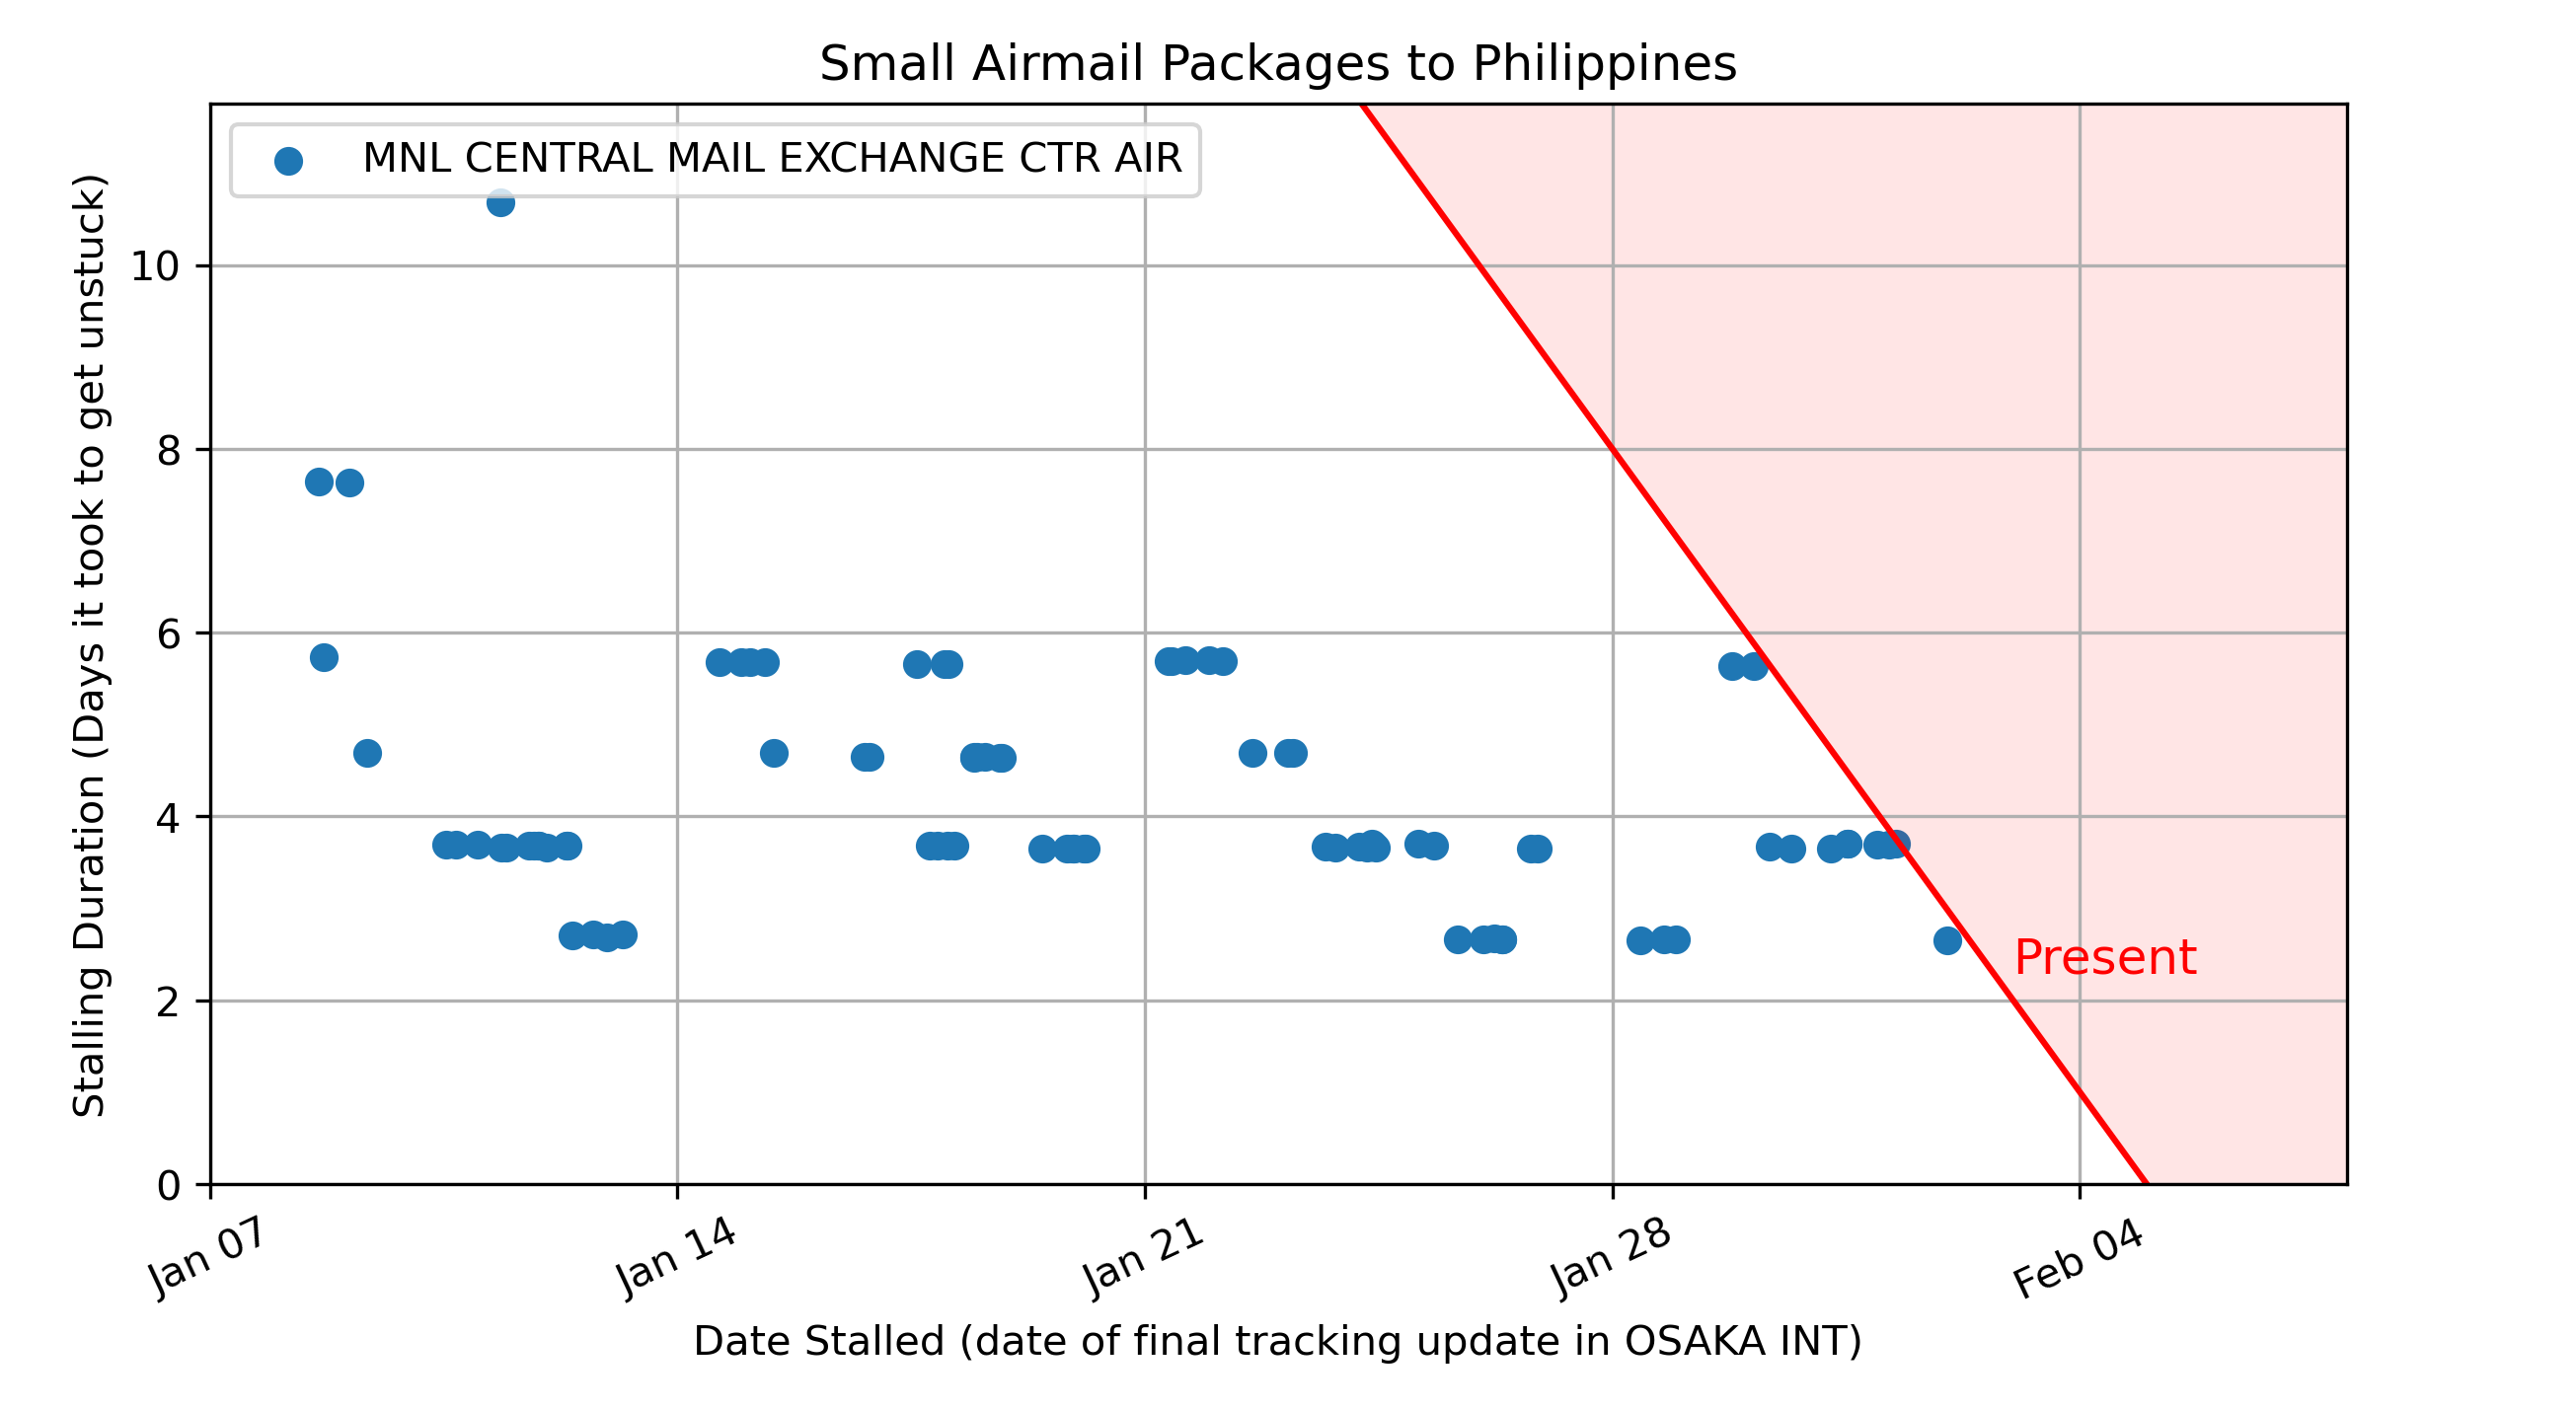 Small Airmail Packages to Philippines
MNL CENTRAL MAIL EXCHANGE CTR AIR
Stalling Duration (Days it took to get unstuck)
10
8
6
4
2
0
Present
Jan 07
Jan 14
Jan 21
Jan 28
Feb 04
Date Stalled (date of final tracking update in OSAKA INT)